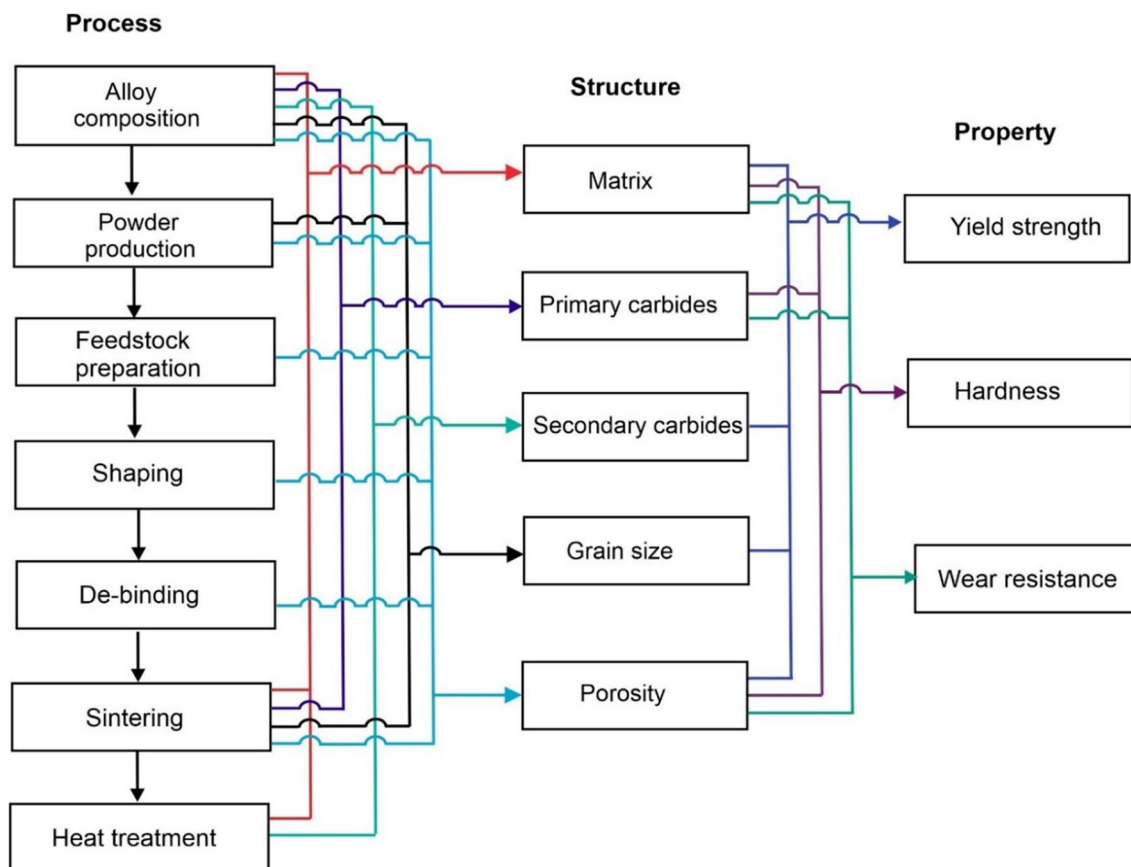 Process
Alloy
composition
Powder
production
Feedstock
preparation
Shaping
De-binding
Sintering
Heat treatment
Structure
Matrix
Primary carbides
Secondary carbides
Grain size
Porosity
Property
Yield strength
Hardness
Wear resistance